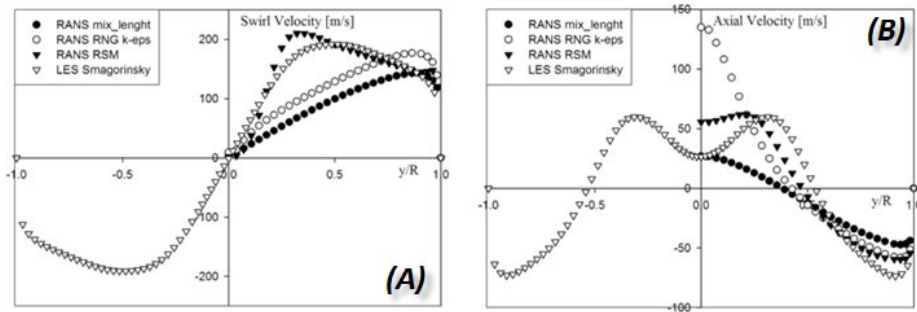 RANS mix_lenght
RANS RNG k-eps
RANS RSM
LES Smagorinsky
Swirl Velocity [m/s]
200
100
0
-100
-200
-1.0
-0.5
0.0
0.5
1.0
y/R
(A)
RANS mix_lenght
RANS RNG k-eps
RANS RSM
LES Smagorinsky
Axial Velocity [m/s]
150
100
50
0
-50
-100
-1.0
-0.5
0.0
y/R
(B)